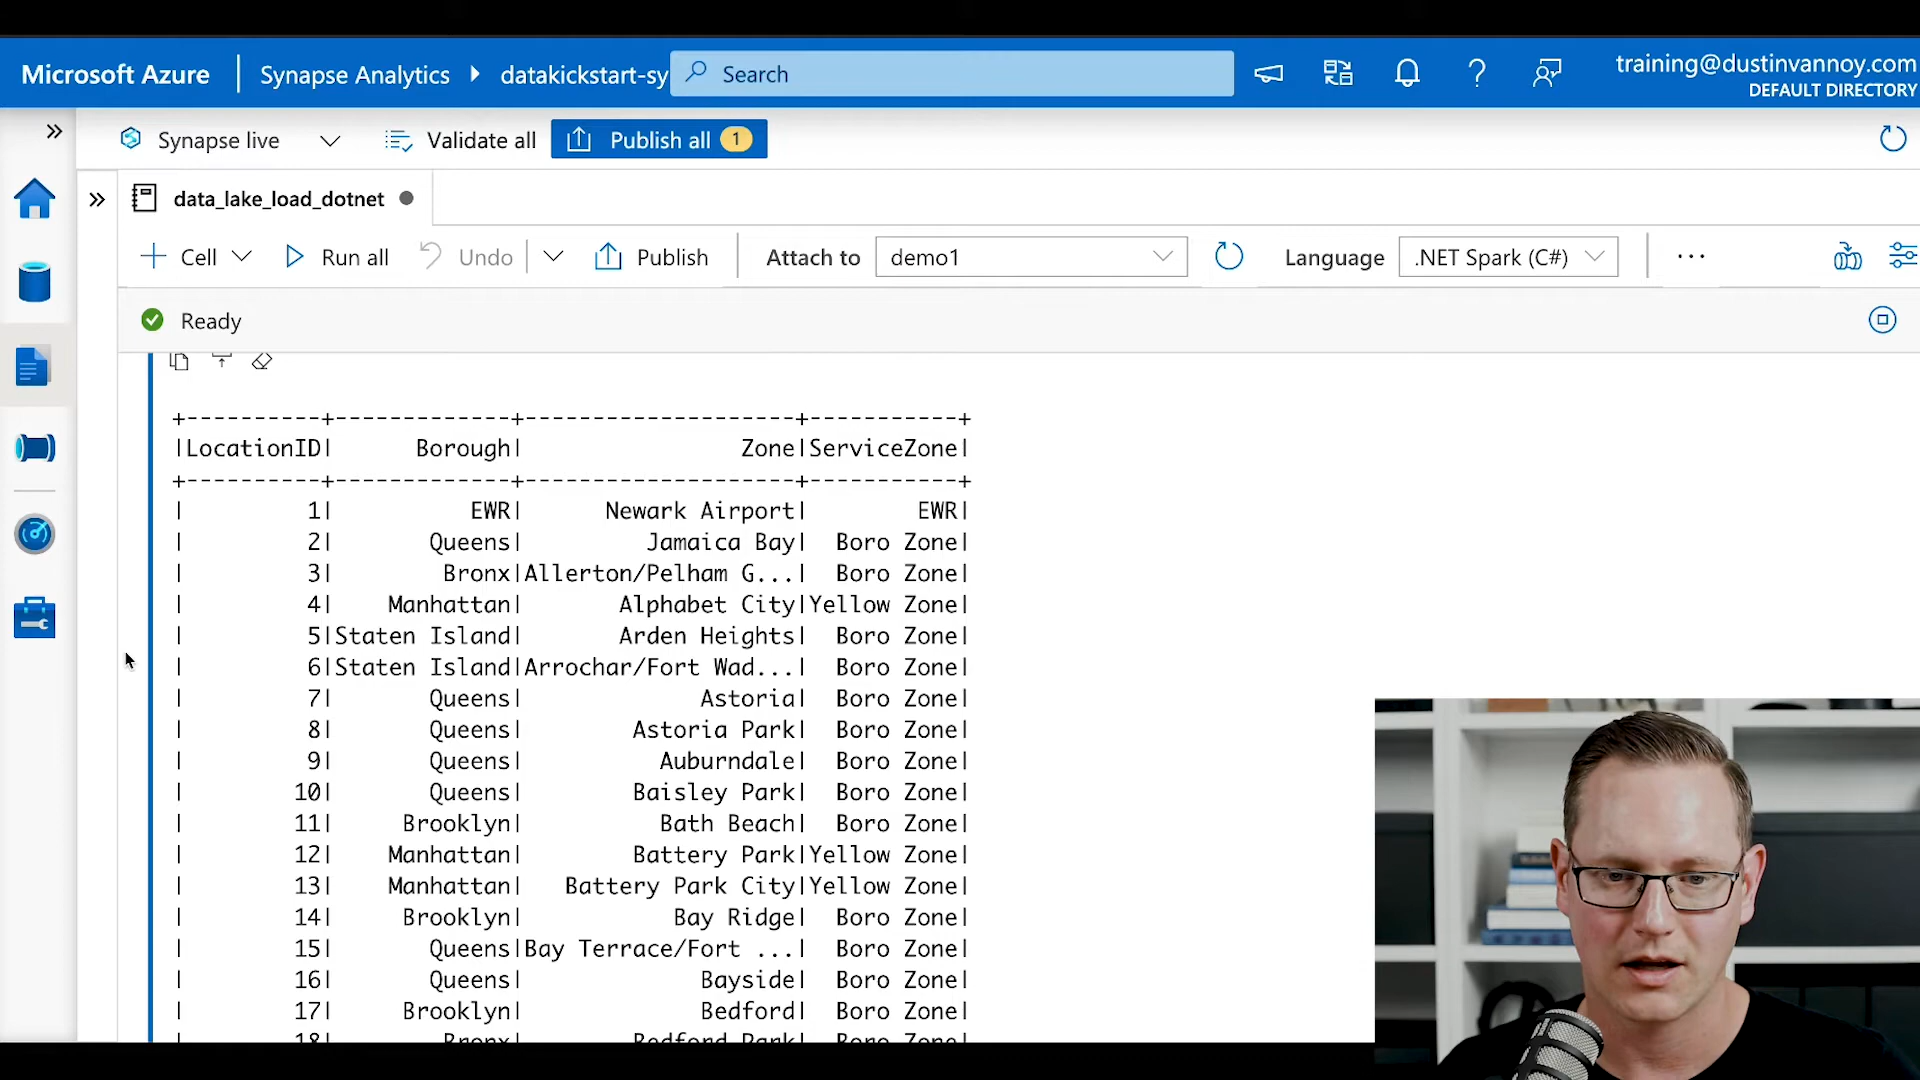 Microsoft Azure Synapse Analytics datakickstart-sy Search training@dustinvannoy.com
DEFAULT DIRECTORY
Synapse live Validate all Publish all 1
data_lake_load_dotnet
Cell Run all Undo Publish Attach to demo1 Language .NET Spark (C#) ...
Ready
+----------+-------------+--------------------+-----------+
|LocationID|      Borough|                Zone|ServiceZone|
+----------+-------------+--------------------+-----------+
|         1|          EWR|      Newark Airport|        EWR|
|         2|       Queens|         Jamaica Bay|  Boro Zone|
|         3|        Bronx|Allerton/Pelham G...|  Boro Zone|
|         4|    Manhattan|       Alphabet City|Yellow Zone|
|         5|Staten Island|       Arden Heights|  Boro Zone|
|         6|Staten Island|Arrochar/Fort Wad...|  Boro Zone|
|         7|       Queens|             Astoria|  Boro Zone|
|         8|       Queens|        Astoria Park|  Boro Zone|
|         9|       Queens|          Auburndale|  Boro Zone|
|        10|       Queens|        Baisley Park|  Boro Zone|
|        11|     Brooklyn|          Bath Beach|  Boro Zone|
|        12|    Manhattan|        Battery Park|Yellow Zone|
|        13|    Manhattan|   Battery Park City|Yellow Zone|
|        14|     Brooklyn|           Bay Ridge|  Boro Zone|
|        15|       Queens|Bay Terrace/Fort ...|  Boro Zone|
|        16|       Queens|             Bayside|  Boro Zone|
|        17|     Brooklyn|             Bedford|  Boro Zone|
|        18|        Bronx|        Bedford Park|  Boro Zone|